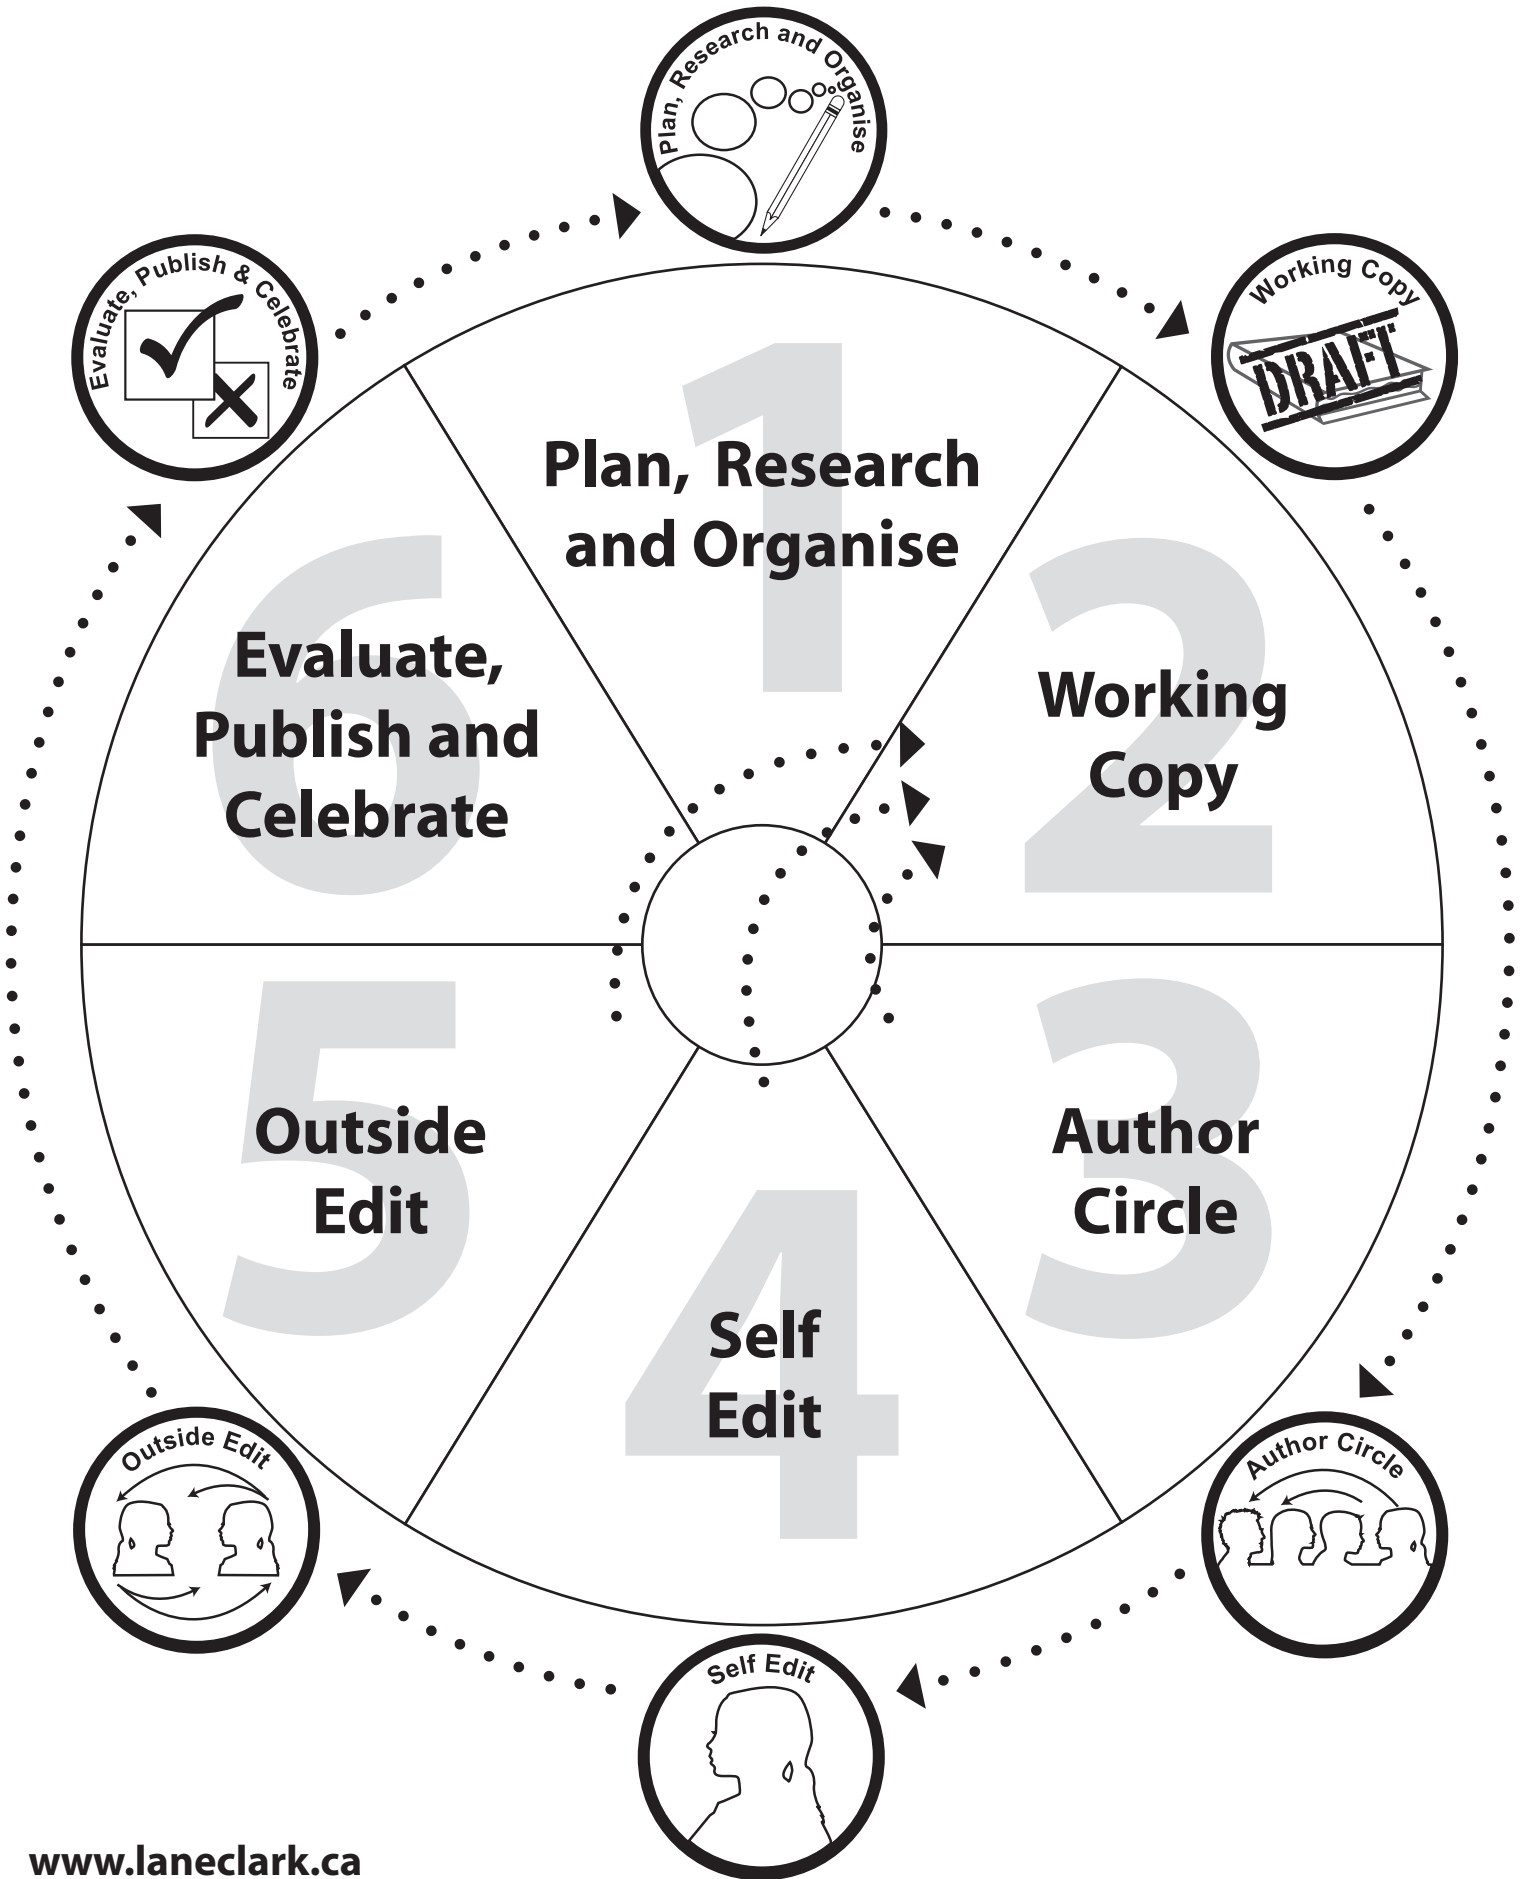 Plan, Research and Organise
Evaluate, Publish & Celebrate
Working Copy
DRAFT
1
Plan, Research
and Organise
2
Working
Copy
3
Author
Circle
4
Self
Edit
5
Outside
Edit
6
Evaluate,
Publish and
Celebrate
Outside Edit
Author Circle
Self Edit
www.laneclark.ca